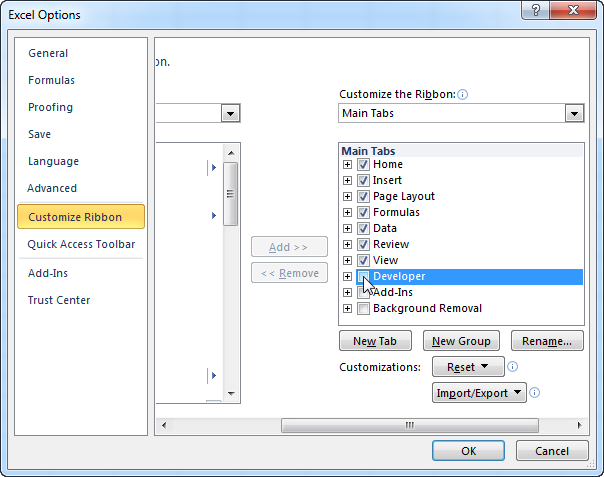 Excel Options
General
Formulas
Proofing
Save
Language
Advanced
Customize Ribbon
Quick Access Toolbar
Add-Ins
Trust Center
on.
Add >>
<< Remove
Customize the Ribbon:
Main Tabs
Main Tabs
Home
Insert
Page Layout
Formulas
Data
Review
View
Developer
Add-Ins
Background Removal
New Tab New Group Rename...
Customizations: Reset
Import/Export
OK Cancel